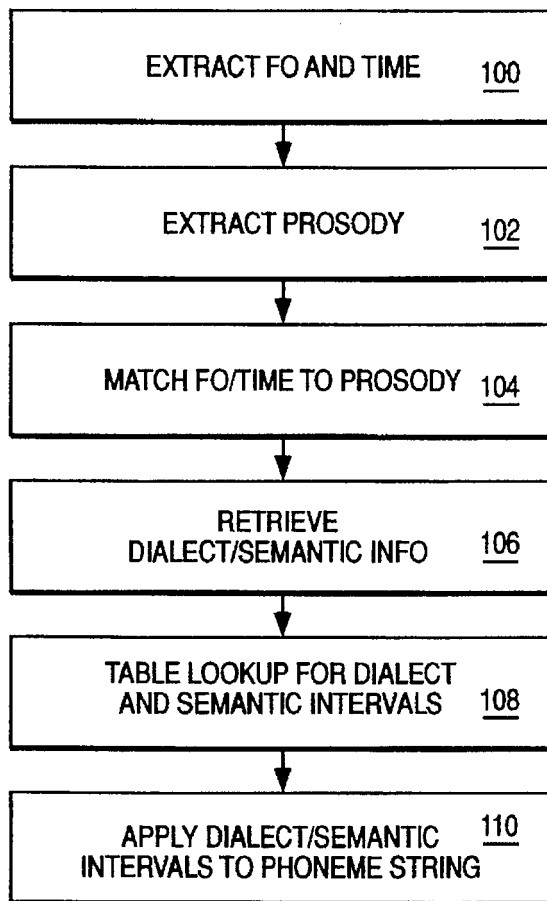 EXTRACT FO AND TIME 100
EXTRACT PROSODY 102
MATCH FO/TIME TO PROSODY 104
RETRIEVE
DIALECT/SEMANTIC INFO 106
TABLE LOOKUP FOR DIALECT
AND SEMANTIC INTERVALS 108
APPLY DIALECT/SEMANTIC 110
INTERVALS TO PHONEME STRING